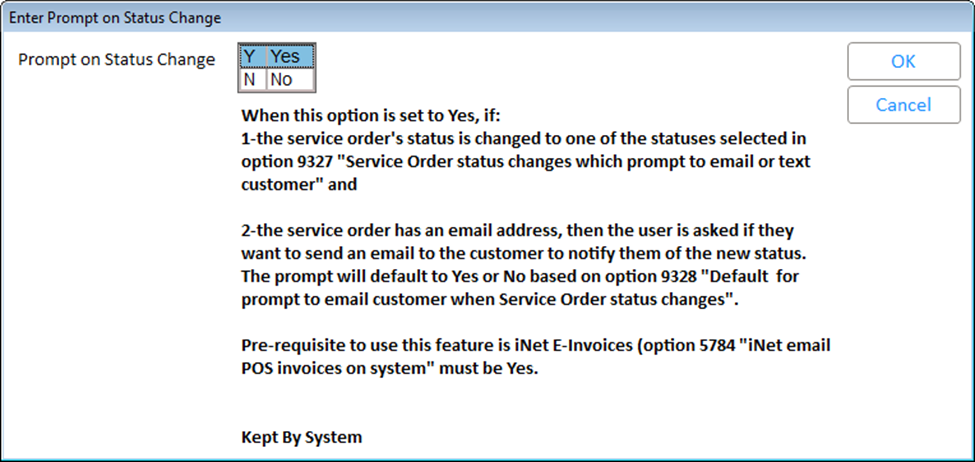 Enter Prompt on Status Change
Prompt on Status Change
Y Yes
N No
OK
Cancel
When this option is set to Yes, if:
1-the service order's status is changed to one of the statuses selected in
option 9327 "Service Order status changes which prompt to email or text
customer" and
2-the service order has an email address, then the user is asked if they
want to send an email to the customer to notify them of the new status.
The prompt will default to Yes or No based on option 9328 "Default  for
prompt to email customer when Service Order status changes".
Pre-requisite to use this feature is iNet E-Invoices (option 5784 "iNet email
POS invoices on system" must be Yes.
Kept By System